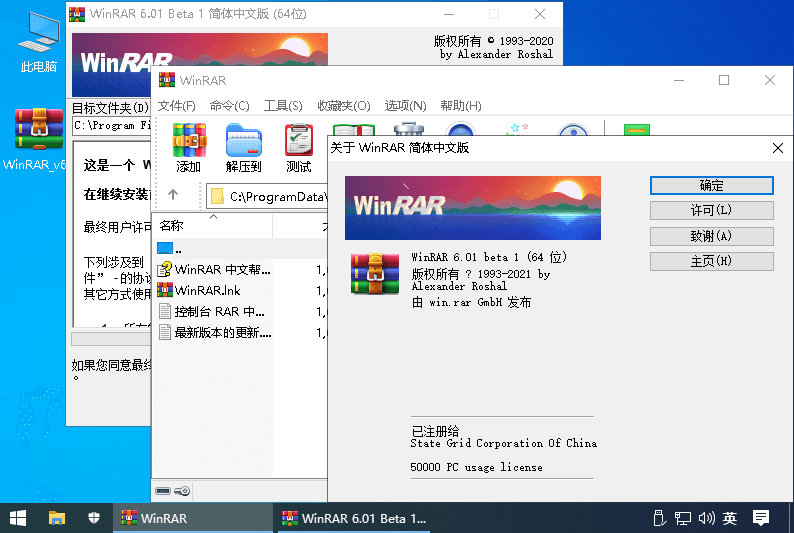 此电脑
WinRAR_v6
WinRAR 6.01 Beta 1 简体中文版 (64位)
WinRAR
版权所有 © 1993-2020
by Alexander Roshal
目标文件夹(D)
C:\Program Fi
这是一个 W
在继续安装
最终用户许可
下列涉及到
件” -的协议
其它方式使用
如果您同意最终
。
WinRAR
文件(F) 命令(C) 工具(S) 收藏夹(O) 选项(N) 帮助(H)
添加 解压到 测试
C:\ProgramData\
名称
..
WinRAR 中文帮...
WinRAR.lnk
控制台 RAR 中...
最新版本的更新....
1,
1,
1,
1,
关于 WinRAR 简体中文版
WinRAR
WinRAR 6.01 beta 1 (64 位)
版权所有 ? 1993-2021 by
Alexander Roshal
由 win.rar GmbH 发布
已注册给
State Grid Corporation Of China
50000 PC usage license
确定
许可(L)
致谢(A)
主页(H)
WinRAR
WinRAR 6.01 Beta 1...
英